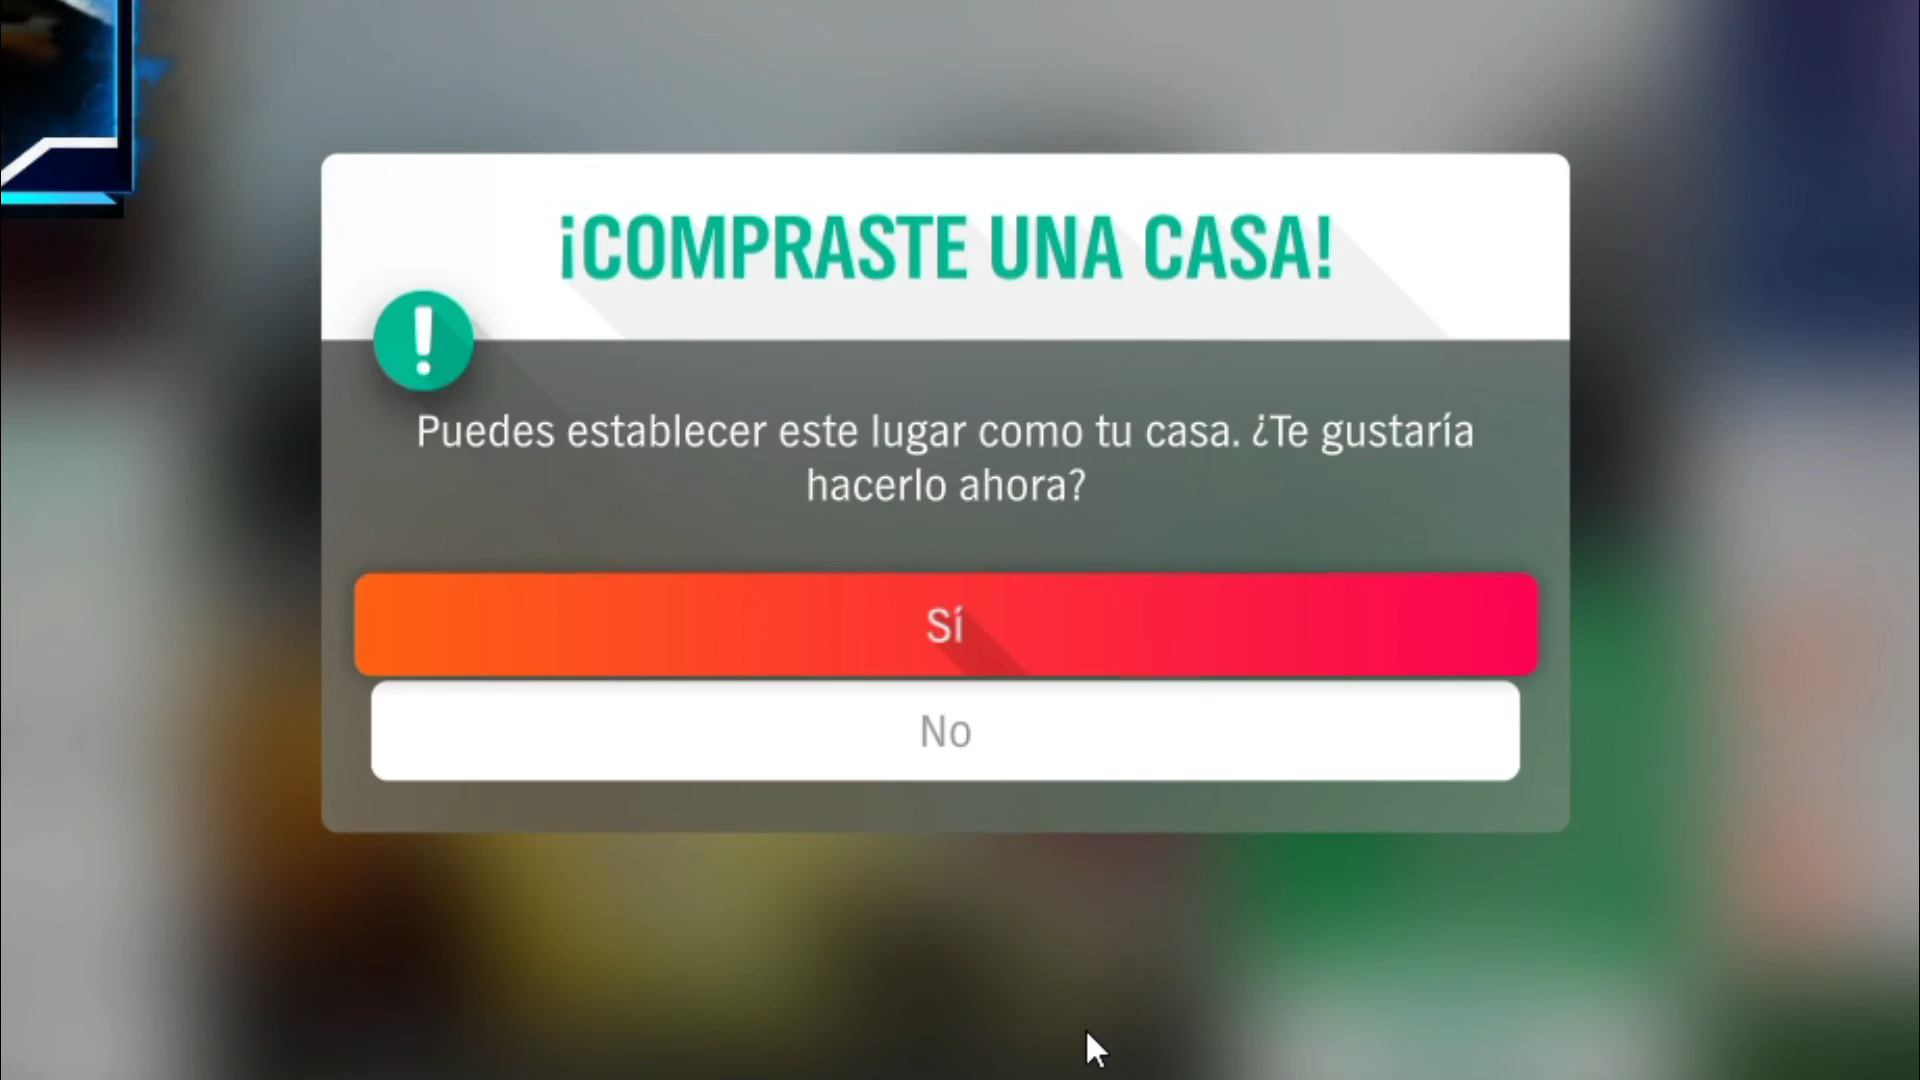 ¡COMPRASTE UNA CASA!
Puedes establecer este lugar como tu casa. ¿Te gustaría
hacerlo ahora?
Sí
No